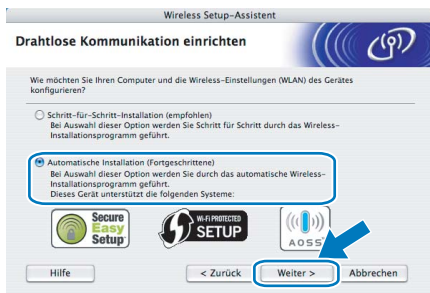 Wireless Setup-Assistent
Drahtlose Kommunikation einrichten
Wie möchten Sie Ihren Computer und die Wireless-Einstellungen (WLAN) des Gerätes
konfigurieren?
Schritt-für-Schritt-Installation (empfohlen)
Bei Auswahl dieser Option werden Sie Schritt für Schritt durch das Wireless-
Installationsprogramm geführt.
Automatische Installation (Fortgeschrittene)
Bei Auswahl dieser Option werden Sie durch das automatische Wireless-
Installationsprogramm geführt.
Dieses Gerät unterstützt die folgenden Systeme:
Secure
Easy
Setup
Wi-Fi PROTECTED
SETUP
AOSS
Hilfe
< Zurück
Weiter >
Abbrechen